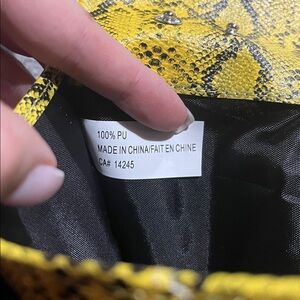 100% PU
MADE IN CHINA/FAIT EN CHINE
CA# 14245